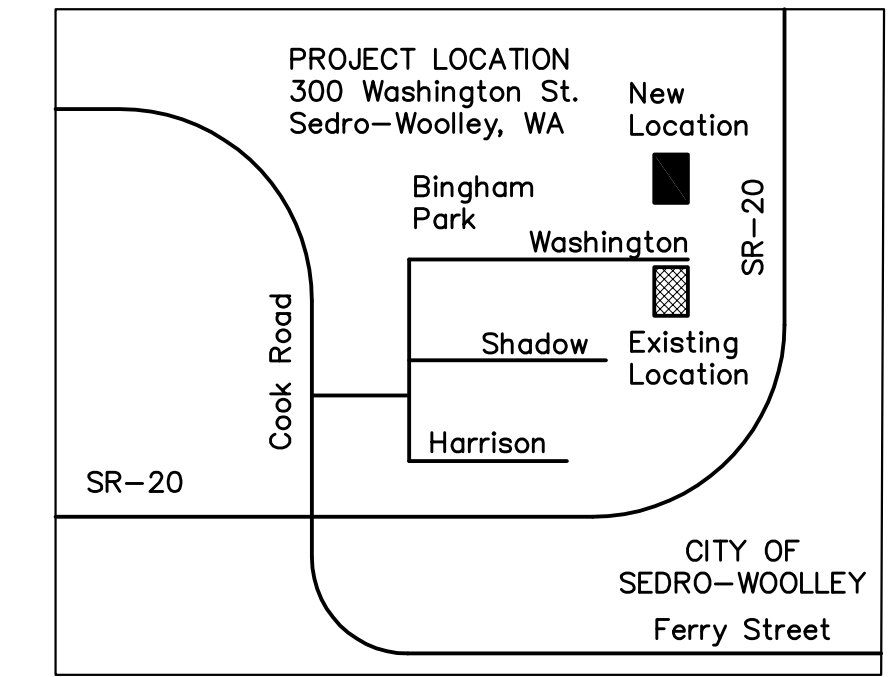 PROJECT LOCATION
300 Washington St.
Sedro-Woolley, WA
New
Location
Bingham
Park
Washington
SR-20
Existing
Location
Shadow
Cook Road
Harrison
SR-20
CITY OF
SEDRO-WOOLLEY
Ferry Street